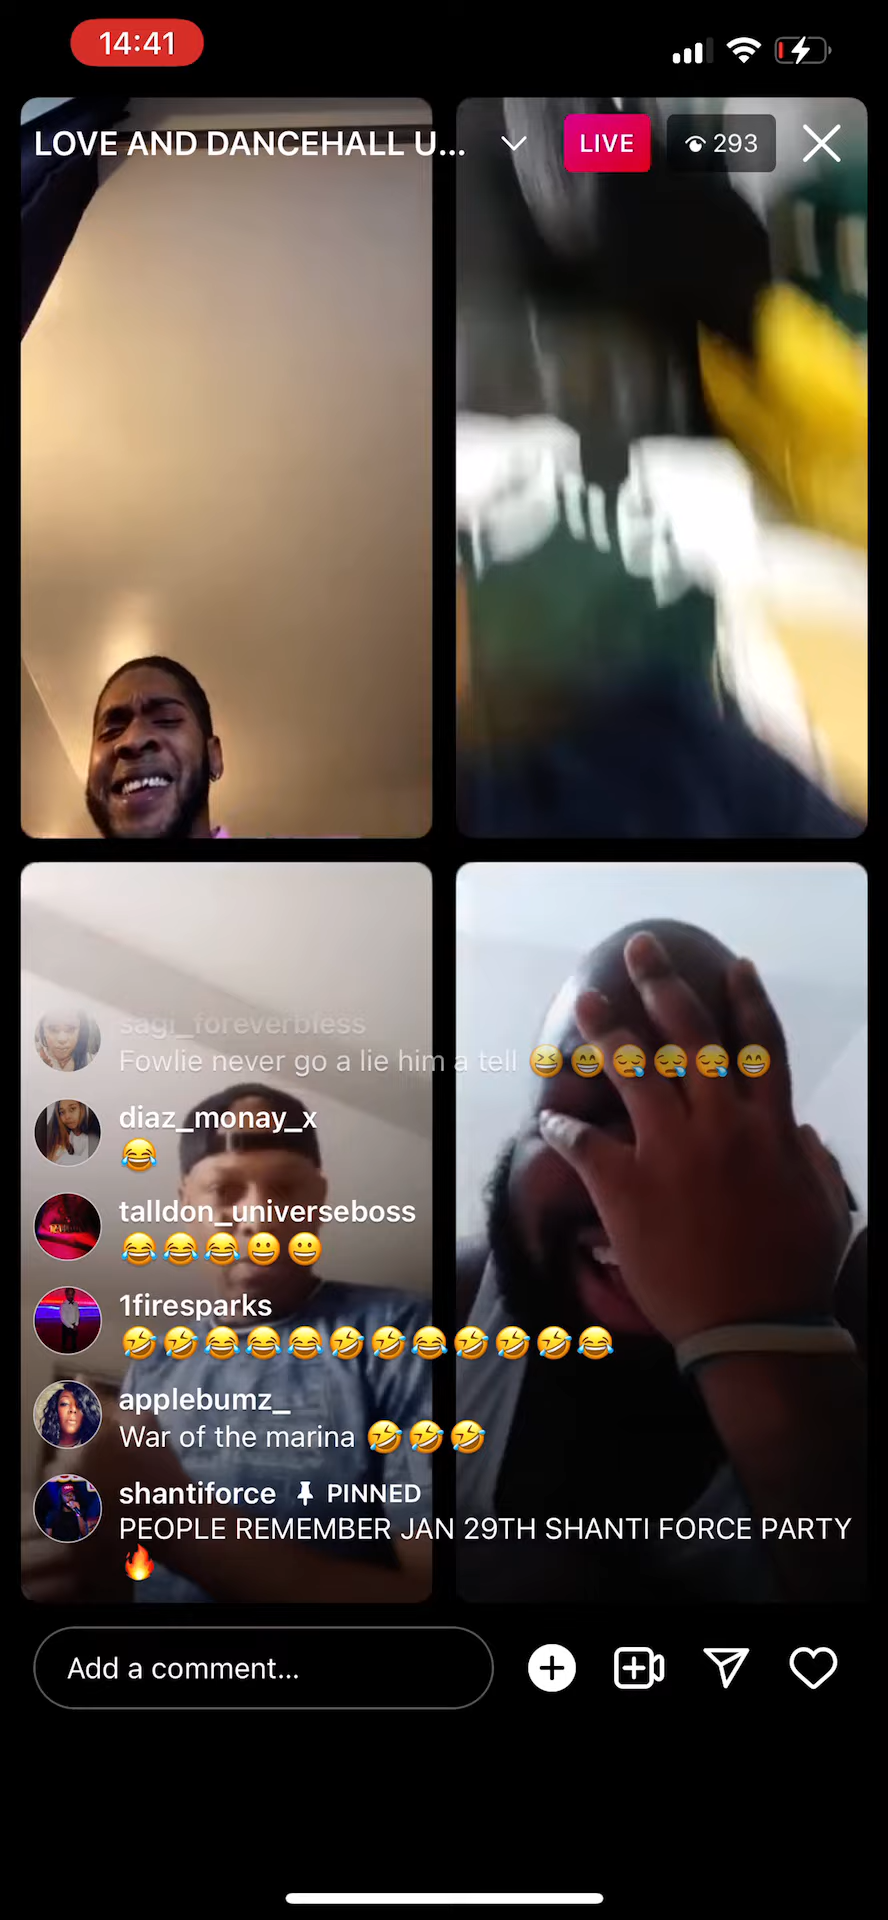 14:41
LOVE AND DANCEHALL U...
LIVE
293
sagi_foreverbless
Fowlie never go a lie him a tell 😆😁😪😪😪😁
diaz_monay_x
😂
talldon_universeboss
😂😂😂😀😀
1firesparks
🤣🤣😂😂😂🤣🤣😂🤣🤣🤣😂
applebumz_
War of the marina 🤣🤣🤣
shantiforce PINNED
PEOPLE REMEMBER JAN 29TH SHANTI FORCE PARTY
🔥
Add a comment...